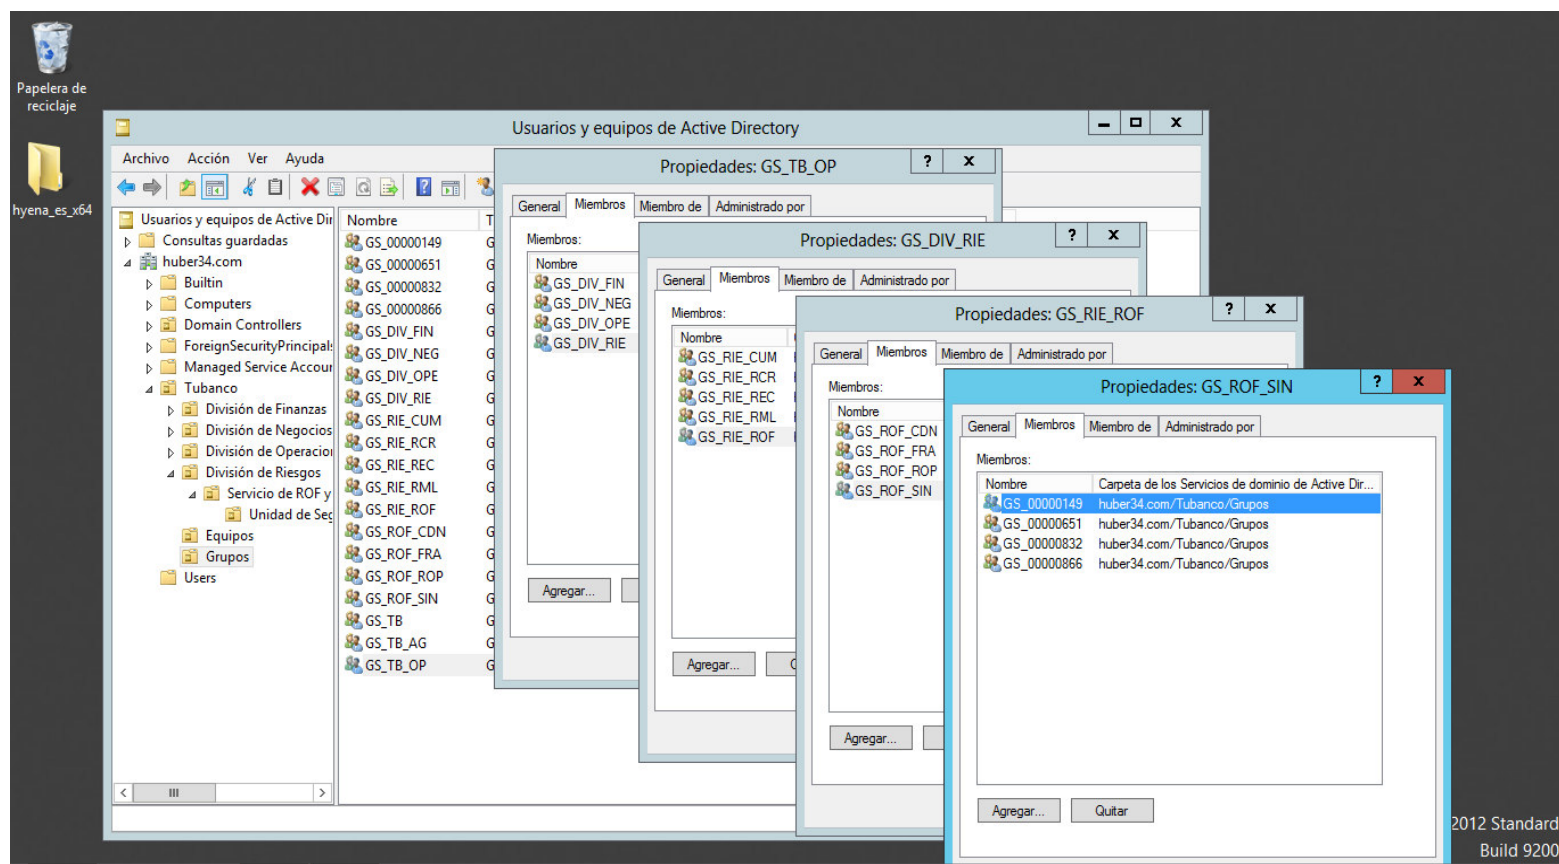 Papelera de
reciclaje
hyena_es_x64
Usuarios y equipos de Active Directory
Archivo Acción Ver Ayuda
Usuarios y equipos de Active Dir
Consultas guardadas
huber34.com
Builtin
Computers
Domain Controllers
ForeignSecurityPrincipal
Managed Service Accour
Tubanco
División de Finanzas
División de Negocios
División de Operacio
División de Riesgos
Servicio de ROF y
Unidad de Seg
Equipos
Grupos
Users
Nombre T
GS_00000149 G
GS_00000651 G
GS_00000832 G
GS_00000866 G
GS_DIV_FIN G
GS_DIV_NEG G
GS_DIV_OPE G
GS_DIV_RIE G
GS_RIE_CUM G
GS_RIE_RCR G
GS_RIE_REC G
GS_RIE_RML G
GS_RIE_ROF G
GS_ROF_CDN G
GS_ROF_FRA G
GS_ROF_ROP G
GS_ROF_SIN G
GS_TB G
GS_TB_AG G
GS_TB_OP G
Propiedades: GS_TB_OP
General Miembros Miembro de Administrado por
Miembros:
Nombre
GS_DIV_FIN
GS_DIV_NEG
GS_DIV_OPE
GS_DIV_RIE
Agregar...
Propiedades: GS_DIV_RIE
General Miembros Miembro de Administrado por
Miembros:
Nombre
GS_RIE_CUM
GS_RIE_RCR
GS_RIE_REC
GS_RIE_RML
GS_RIE_ROF
Agregar...
Propiedades: GS_RIE_ROF
General Miembros Miembro de Administrado por
Miembros:
Nombre
GS_ROF_CDN
GS_ROF_FRA
GS_ROF_ROP
GS_ROF_SIN
Agregar...
Propiedades: GS_ROF_SIN
General Miembros Miembro de Administrado por
Miembros:
Nombre Carpeta de los Servicios de dominio de Active Dir...
GS_00000149 huber34.com/Tubanco/Grupos
GS_00000651 huber34.com/Tubanco/Grupos
GS_00000832 huber34.com/Tubanco/Grupos
GS_00000866 huber34.com/Tubanco/Grupos
Agregar... Quitar
2012 Standard
Build 9200